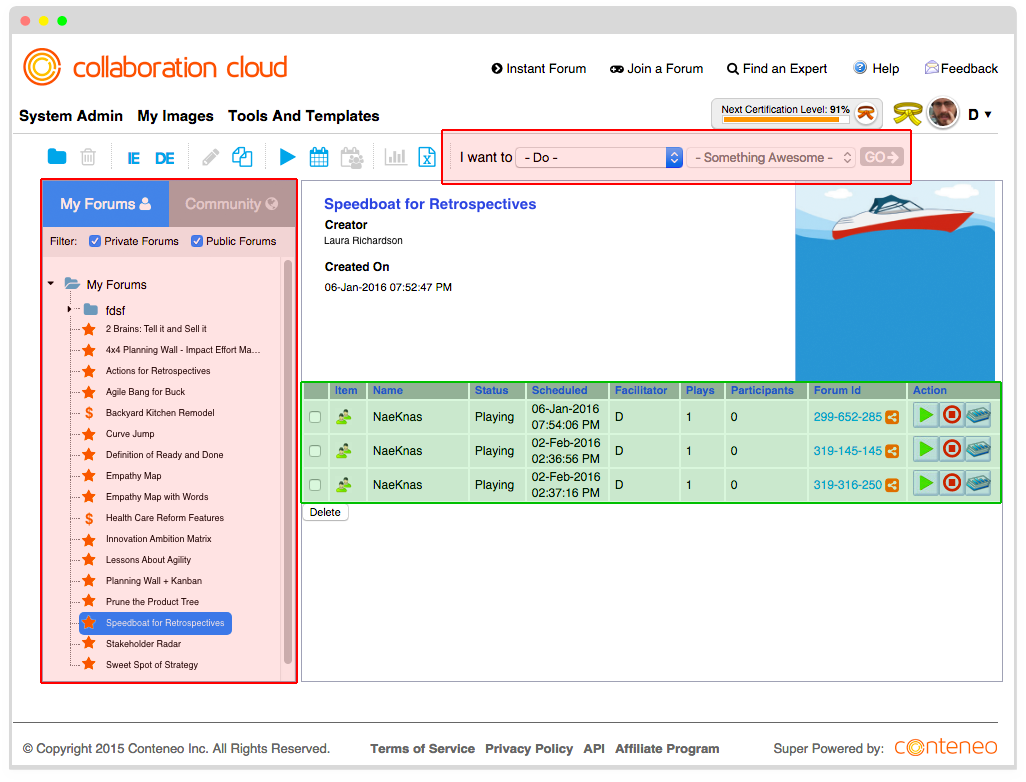 collaboration cloud
Instant Forum Join a Forum Find an Expert Help Feedback
System Admin My Images Tools And Templates
Next Certification Level: 91%
D ▼
IE DE
I want to - Do - - Something Awesome - GO
My Forums Community
Filter: Private Forums Public Forums
My Forums
fdsf
2 Brains: Tell it and Sell it
4x4 Planning Wall - Impact Effort Ma...
Actions for Retrospectives
Agile Bang for Buck
Backyard Kitchen Remodel
Curve Jump
Definition of Ready and Done
Empathy Map
Empathy Map with Words
Health Care Reform Features
Innovation Ambition Matrix
Lessons About Agility
Planning Wall + Kanban
Prune the Product Tree
Speedboat for Retrospectives
Stakeholder Radar
Sweet Spot of Strategy
Speedboat for Retrospectives
Creator
Laura Richardson
Created On
06-Jan-2016 07:52:47 PM
Item Name Status Scheduled Facilitator Plays Participants Forum Id Action
NaeKnas Playing 06-Jan-2016 07:54:06 PM D 1 0 299-652-285
NaeKnas Playing 02-Feb-2016 02:36:56 PM D 1 0 319-145-145
NaeKnas Playing 02-Feb-2016 02:37:16 PM D 1 0 319-316-250
Delete
© Copyright 2015 Conteneo Inc. All Rights Reserved. Terms of Service Privacy Policy API Affiliate Program Super Powered by: conteneo